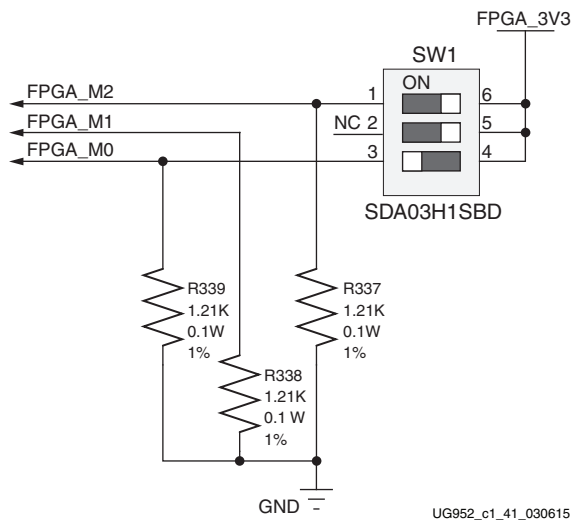 FPGA_3V3
SW1
ON
FPGA_M2
1
6
FPGA_M1
NC 2
5
FPGA_M0
3
4
SDA03H1SBD
R339
1.21K
0.1W
1%
R337
1.21K
0.1W
1%
R338
1.21K
0.1 W
1%
GND
UG952_c1_41_030615